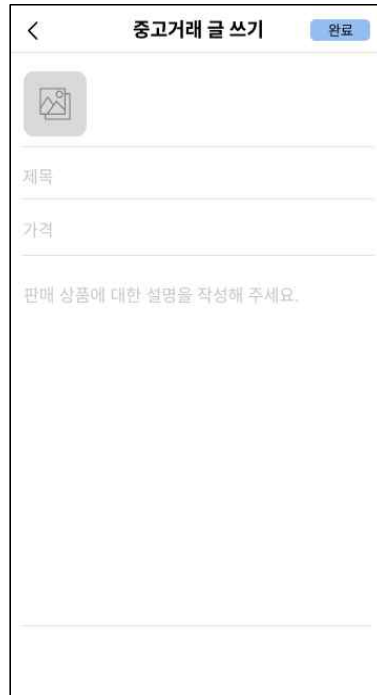 중고거래 글 쓰기
완료
제목
가격
판매 상품에 대한 설명을 작성해 주세요.